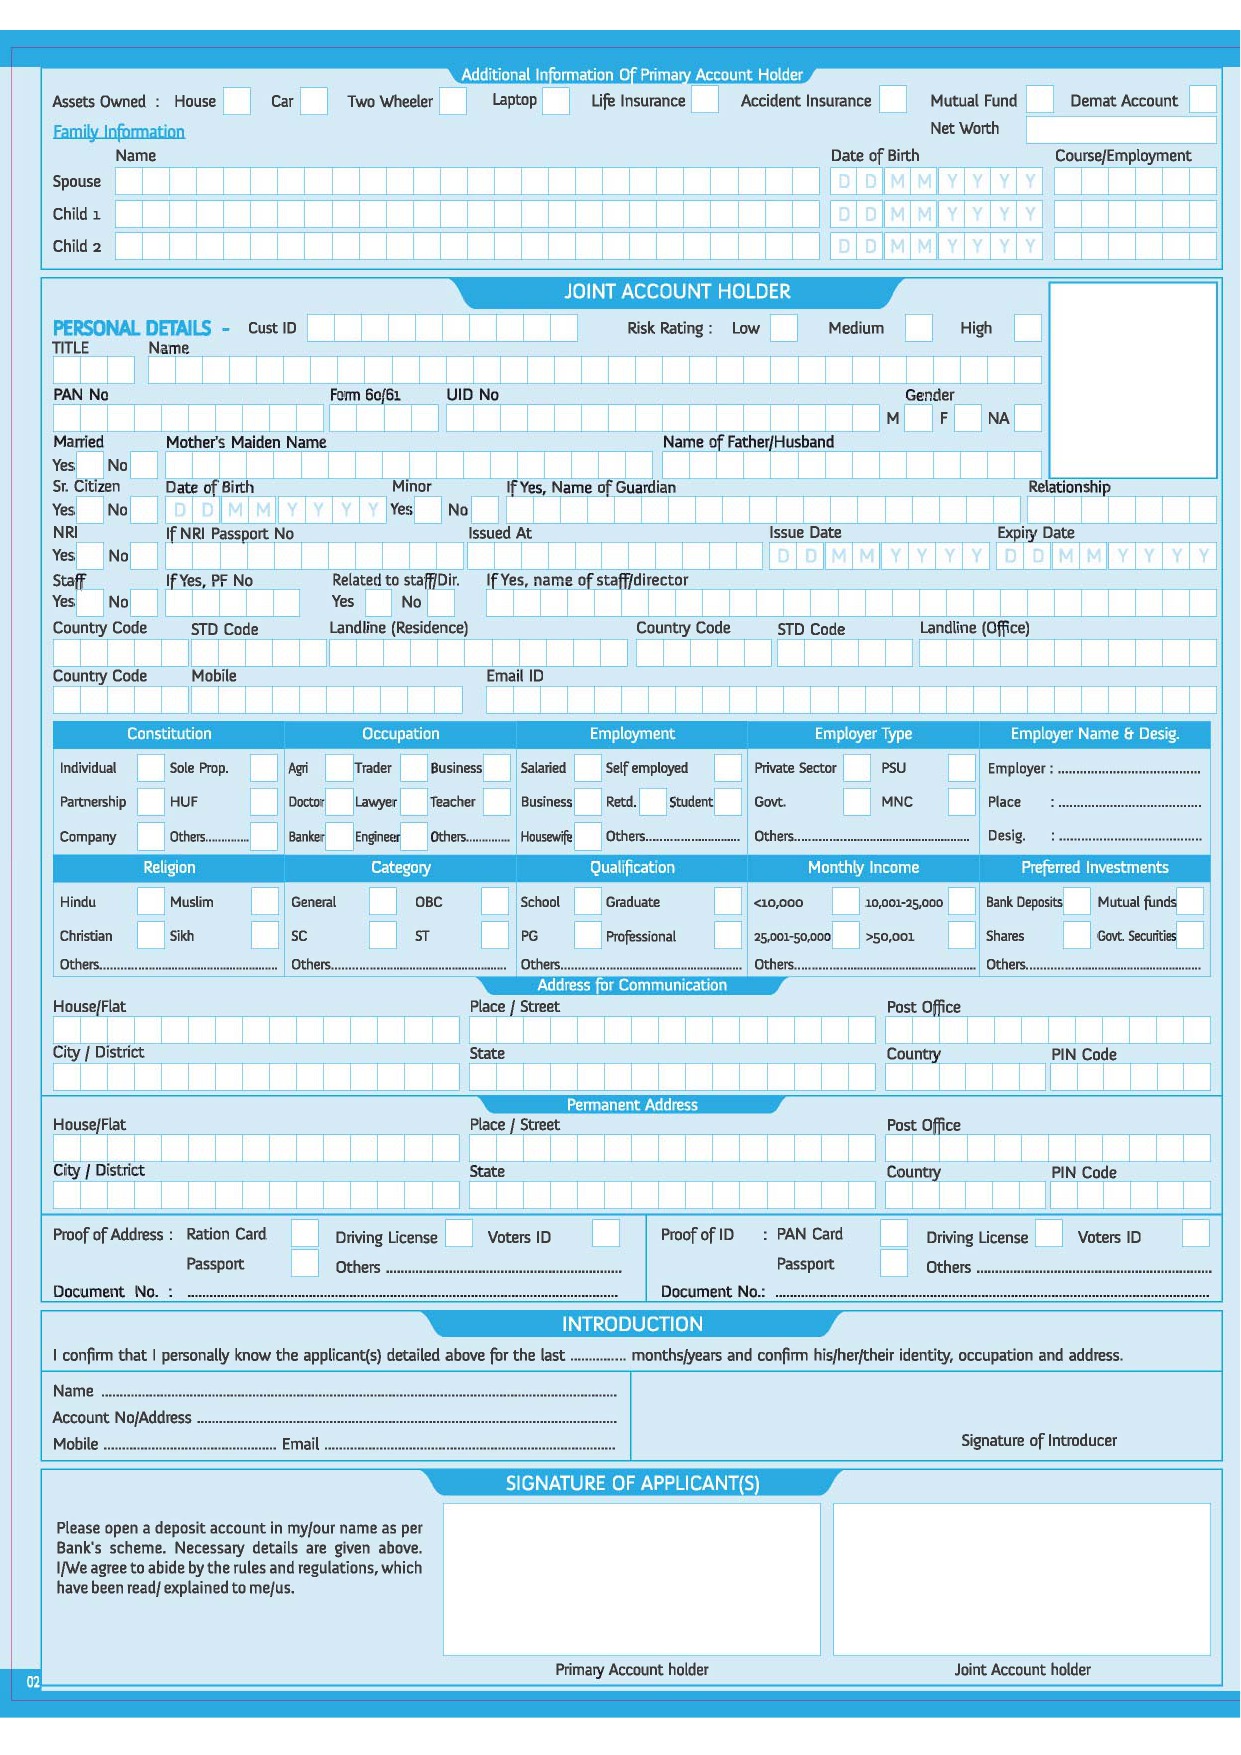 Additional Information Of Primary Account Holder
Assets Owned : House Car Two Wheeler Laptop Life Insurance Accident Insurance Mutual Fund Demat Account
Family Information Net Worth
Name Date of Birth Course/Employment
Spouse D D M M Y Y Y Y
Child 1 D D M M Y Y Y Y
Child 2 D D M M Y Y Y Y
JOINT ACCOUNT HOLDER
PERSONAL DETAILS - Cust ID Risk Rating : Low Medium High
TITLE Name
PAN No Form 60/61 UID No Gender
M F NA
Married Mother's Maiden Name Name of Father/Husband
Yes No
Sr. Citizen Date of Birth Minor If Yes, Name of Guardian Relationship
Yes No D D M M Y Y Y Y Yes No
NRI If NRI Passport No Issued At Issue Date Expiry Date
Yes No D D M M Y Y Y Y D D M M Y Y Y Y
Staff If Yes, PF No Related to staff/Dir. If Yes, name of staff/director
Yes No Yes No
Country Code STD Code Landline (Residence) Country Code STD Code Landline (Office)
Country Code Mobile Email ID
Constitution Occupation Employment Employer Type Employer Name & Desig.
Individual Sole Prop. Agri Trader Business Salaried Self employed Private Sector PSU Employer : ........................................
Partnership HUF Doctor Lawyer Teacher Business Retd. Student Govt. MNC Place : ........................................
Company Others............. Banker Engineer Others............. Housewife Others........................... Others........................................ Desig. : ........................................
Religion Category Qualification Monthly Income Preferred Investments
Hindu Muslim General OBC School Graduate <10,000 10,001-25,000 Bank Deposits Mutual funds
Christian Sikh SC ST PG Professional 25,001-50,000 >50,001 Shares Govt. Securities
Others........................................ Others........................................ Others........................................ Others........................................ Others........................................
Address for Communication
House/Flat Place / Street Post Office
City / District State Country PIN Code
Permanent Address
House/Flat Place / Street Post Office
City / District State Country PIN Code
Proof of Address : Ration Card Driving License Voters ID Proof of ID : PAN Card Driving License Voters ID
Passport Others ........................................ Passport Others ........................................
Document No. : ........................................ Document No.: ........................................
INTRODUCTION
I confirm that I personally know the applicant(s) detailed above for the last .............. months/years and confirm his/her/their identity, occupation and address.
Name ........................................
Account No/Address ........................................
Mobile ........................................ Email ........................................ Signature of Introducer
SIGNATURE OF APPLICANT(S)
Please open a deposit account in my/our name as per
Bank's scheme. Necessary details are given above.
I/We agree to abide by the rules and regulations, which
have been read/ explained to me/us.
Primary Account holder Joint Account holder
02